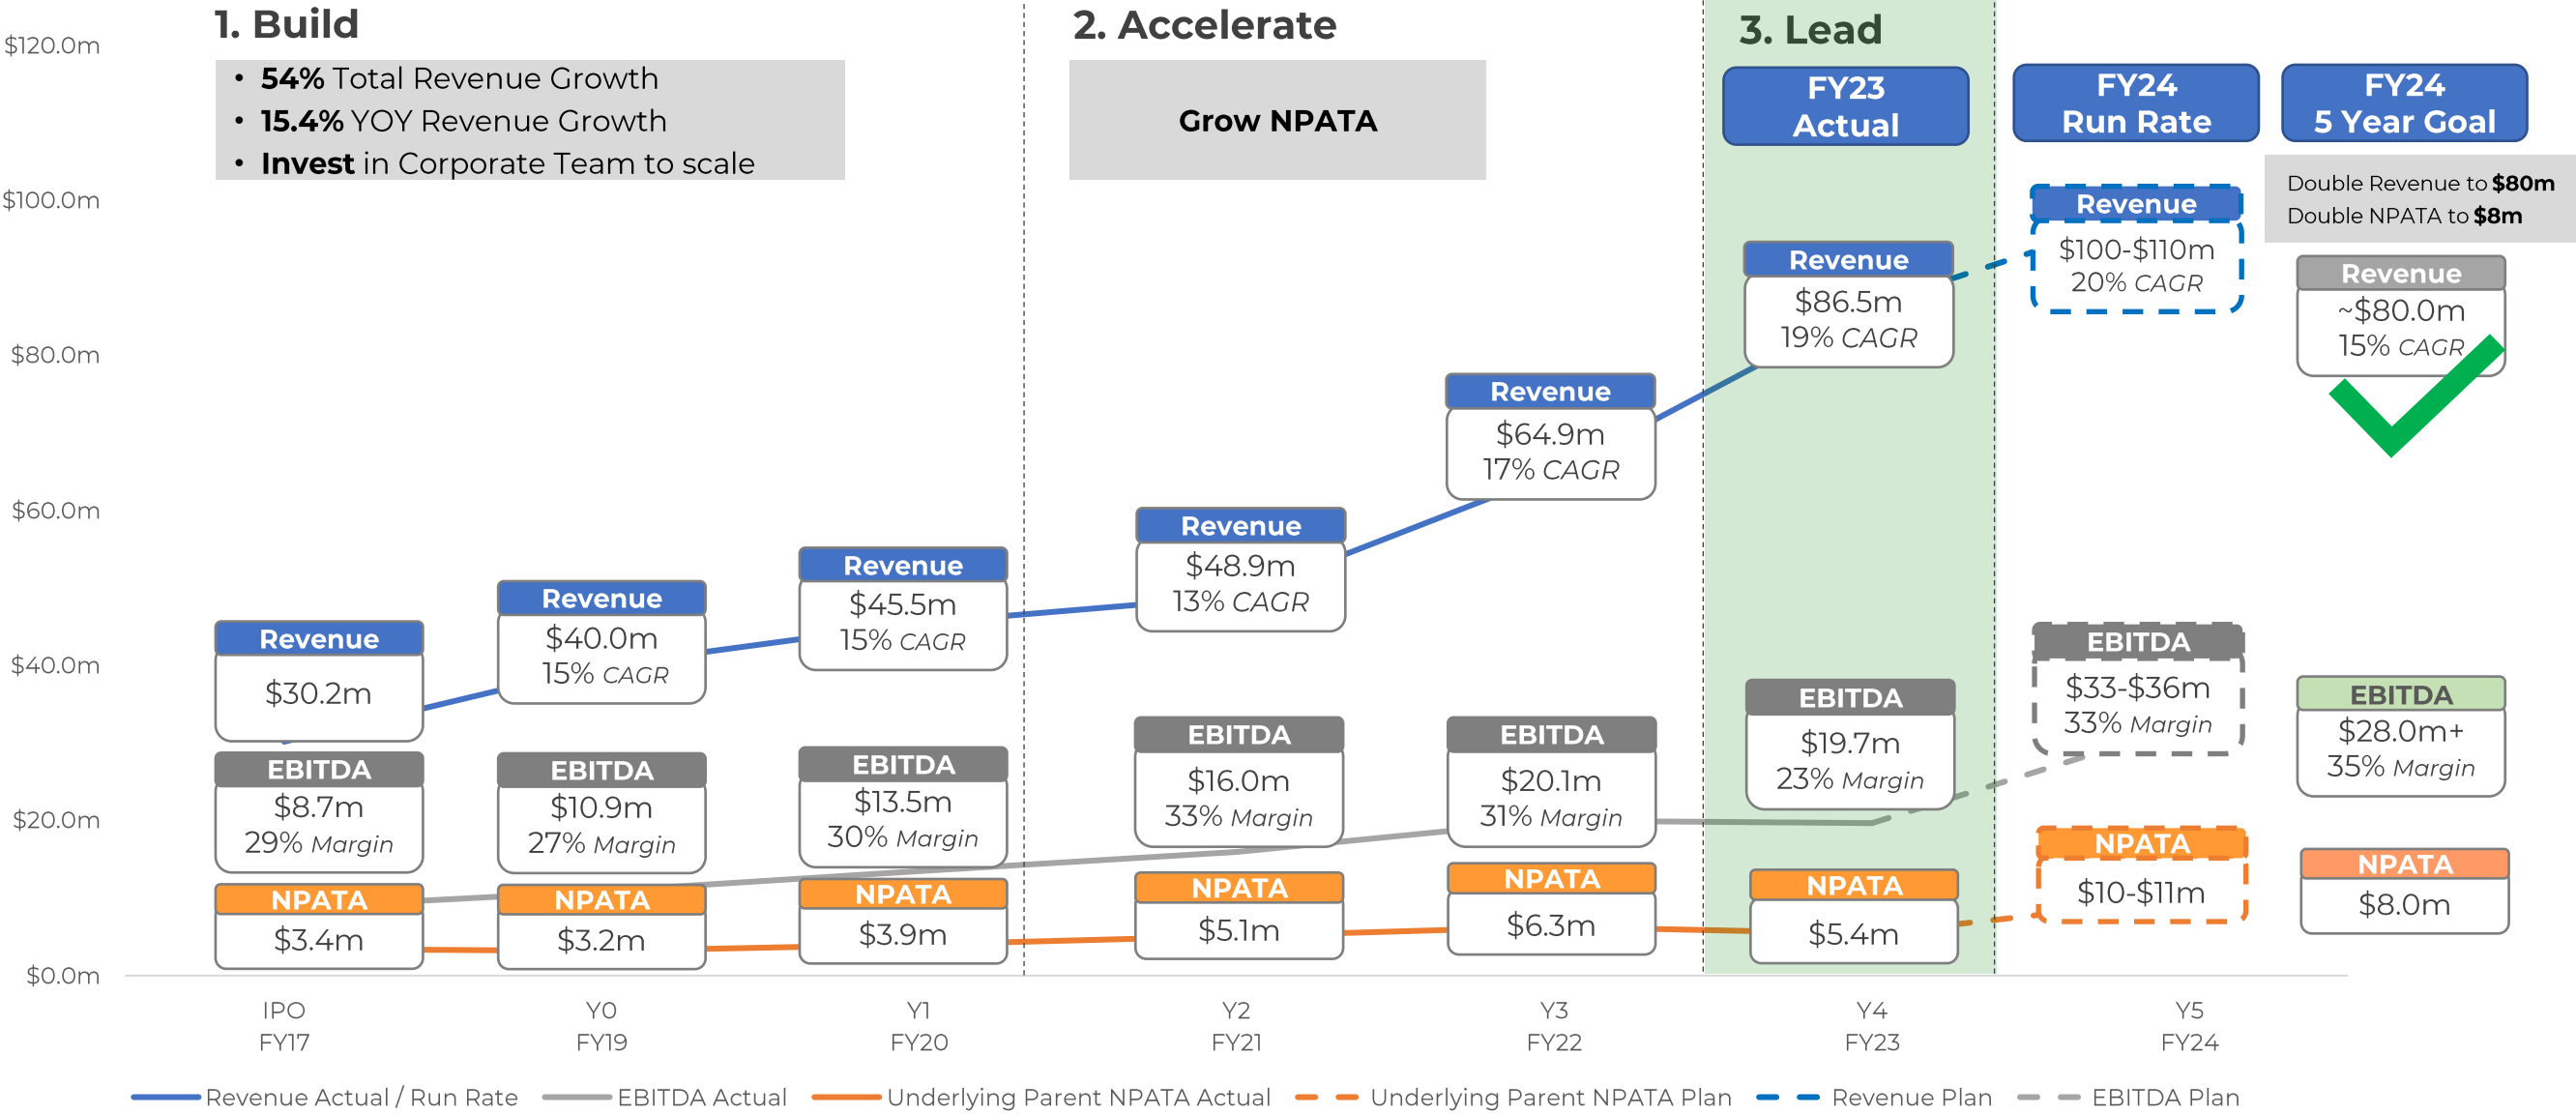 1. Build
2. Accelerate
3. Lead
• 54% Total Revenue Growth
• 15.4% YOY Revenue Growth
• Invest in Corporate Team to scale
Grow NPATA
FY23
Actual
FY24
Run Rate
FY24
5 Year Goal
Double Revenue to $80m
Double NPATA to $8m
$120.0m
$100.0m
$80.0m
$60.0m
$40.0m
$20.0m
$0.0m
Revenue
$30.2m
EBITDA
$8.7m
29% Margin
NPATA
$3.4m
Revenue
$40.0m
15% CAGR
EBITDA
$10.9m
27% Margin
NPATA
$3.2m
Revenue
$45.5m
15% CAGR
EBITDA
$13.5m
30% Margin
NPATA
$3.9m
Revenue
$48.9m
13% CAGR
EBITDA
$16.0m
33% Margin
NPATA
$5.1m
Revenue
$64.9m
17% CAGR
EBITDA
$20.1m
31% Margin
NPATA
$6.3m
Revenue
$86.5m
19% CAGR
EBITDA
$19.7m
23% Margin
NPATA
$5.4m
Revenue
$100-$110m
20% CAGR
EBITDA
$33-$36m
33% Margin
NPATA
$10-$11m
Revenue
~$80.0m
15% CAGR
EBITDA
$28.0m+
35% Margin
NPATA
$8.0m
IPO
FY17
Y0
FY19
Y1
FY20
Y2
FY21
Y3
FY22
Y4
FY23
Y5
FY24
Revenue Actual / Run Rate
EBITDA Actual
Underlying Parent NPATA Actual
Underlying Parent NPATA Plan
Revenue Plan
EBITDA Plan